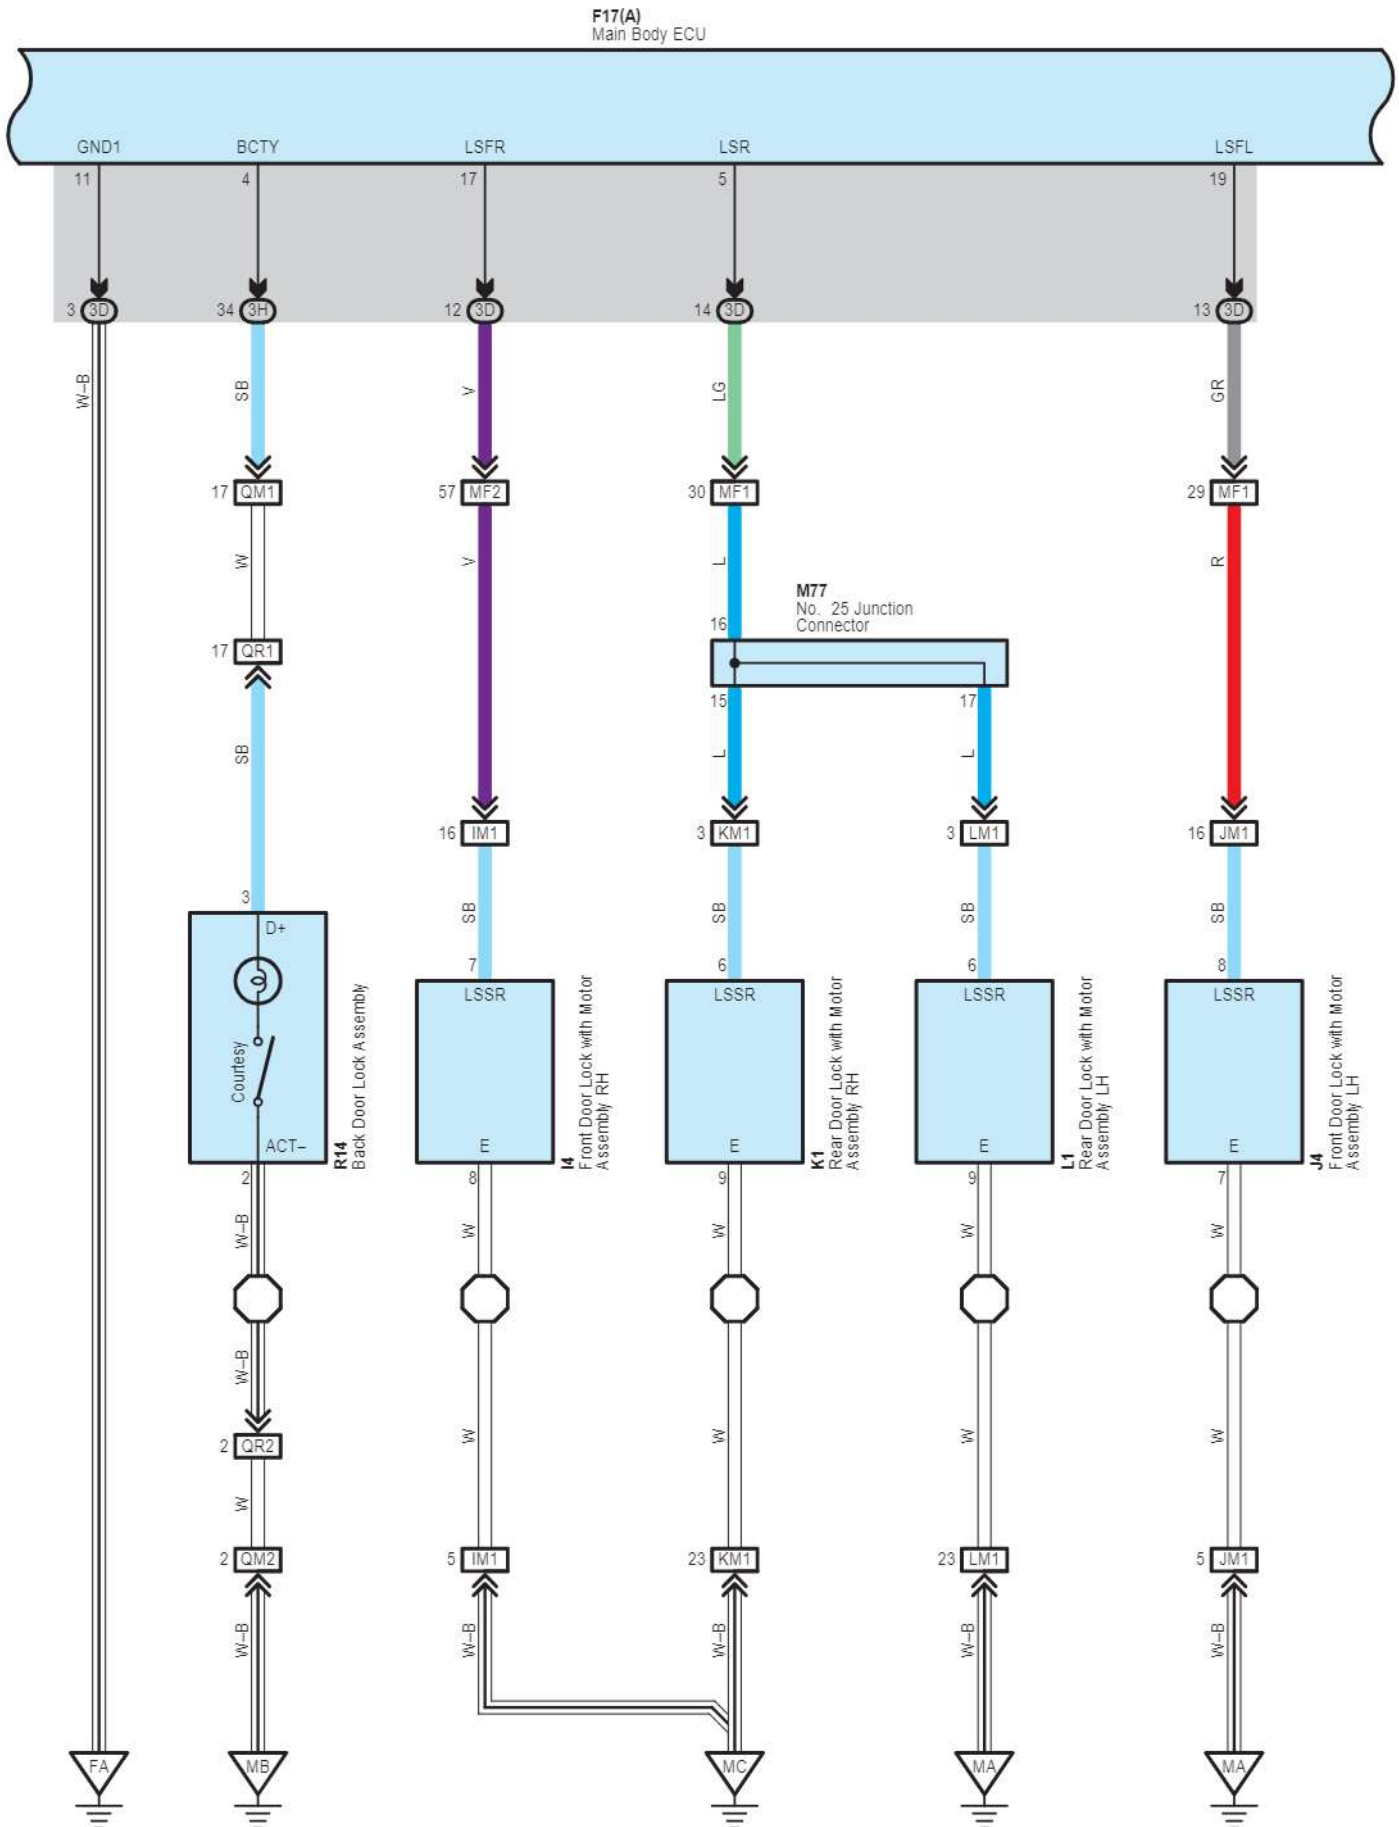 F17(A)
Main Body ECU
GND1 BCTY LSFR LSR LSFL
11 4 17 5 19
3 3D 34 3H 12 3D 14 3D 13 3D
W–B SB V LG GR
17 QM1 57 MF2 30 MF1 29 MF1
W V L R
M77
No. 25 Junction
Connector
16
17 QR1
15 17
SB L L
16 IM1 3 KM1 3 LM1 16 JM1
3
D+
SB SB SB SB
7 6 6 8
LSSR LSSR LSSR LSSR
Courtesy
ACT–
E E E E
R14
Back Door Lock Assembly
I4
Front Door Lock with Motor
Assembly RH
K1
Rear Door Lock with Motor
Assembly RH
L1
Rear Door Lock with Motor
Assembly LH
J4
Front Door Lock with Motor
Assembly LH
2 8 9 9 7
W–B W W W W
W–B
2 QR2 W W W W
W
2 QM2 5 IM1 23 KM1 23 LM1 5 JM1
W–B W–B W–B W–B W–B
FA MB MC MA MA